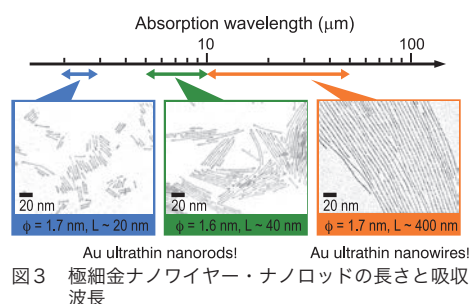 Absorption wavelength (μm)
10
100
20 nm
20 nm
20 nm
ϕ = 1.7 nm, L ~ 20 nm
ϕ = 1.6 nm, L ~ 40 nm
ϕ = 1.7 nm, L ~ 400 nm
Au ultrathin nanorods!
Au ultrathin nanowires!
図3 極細金ナノワイヤー・ナノロッドの長さと吸収
波長